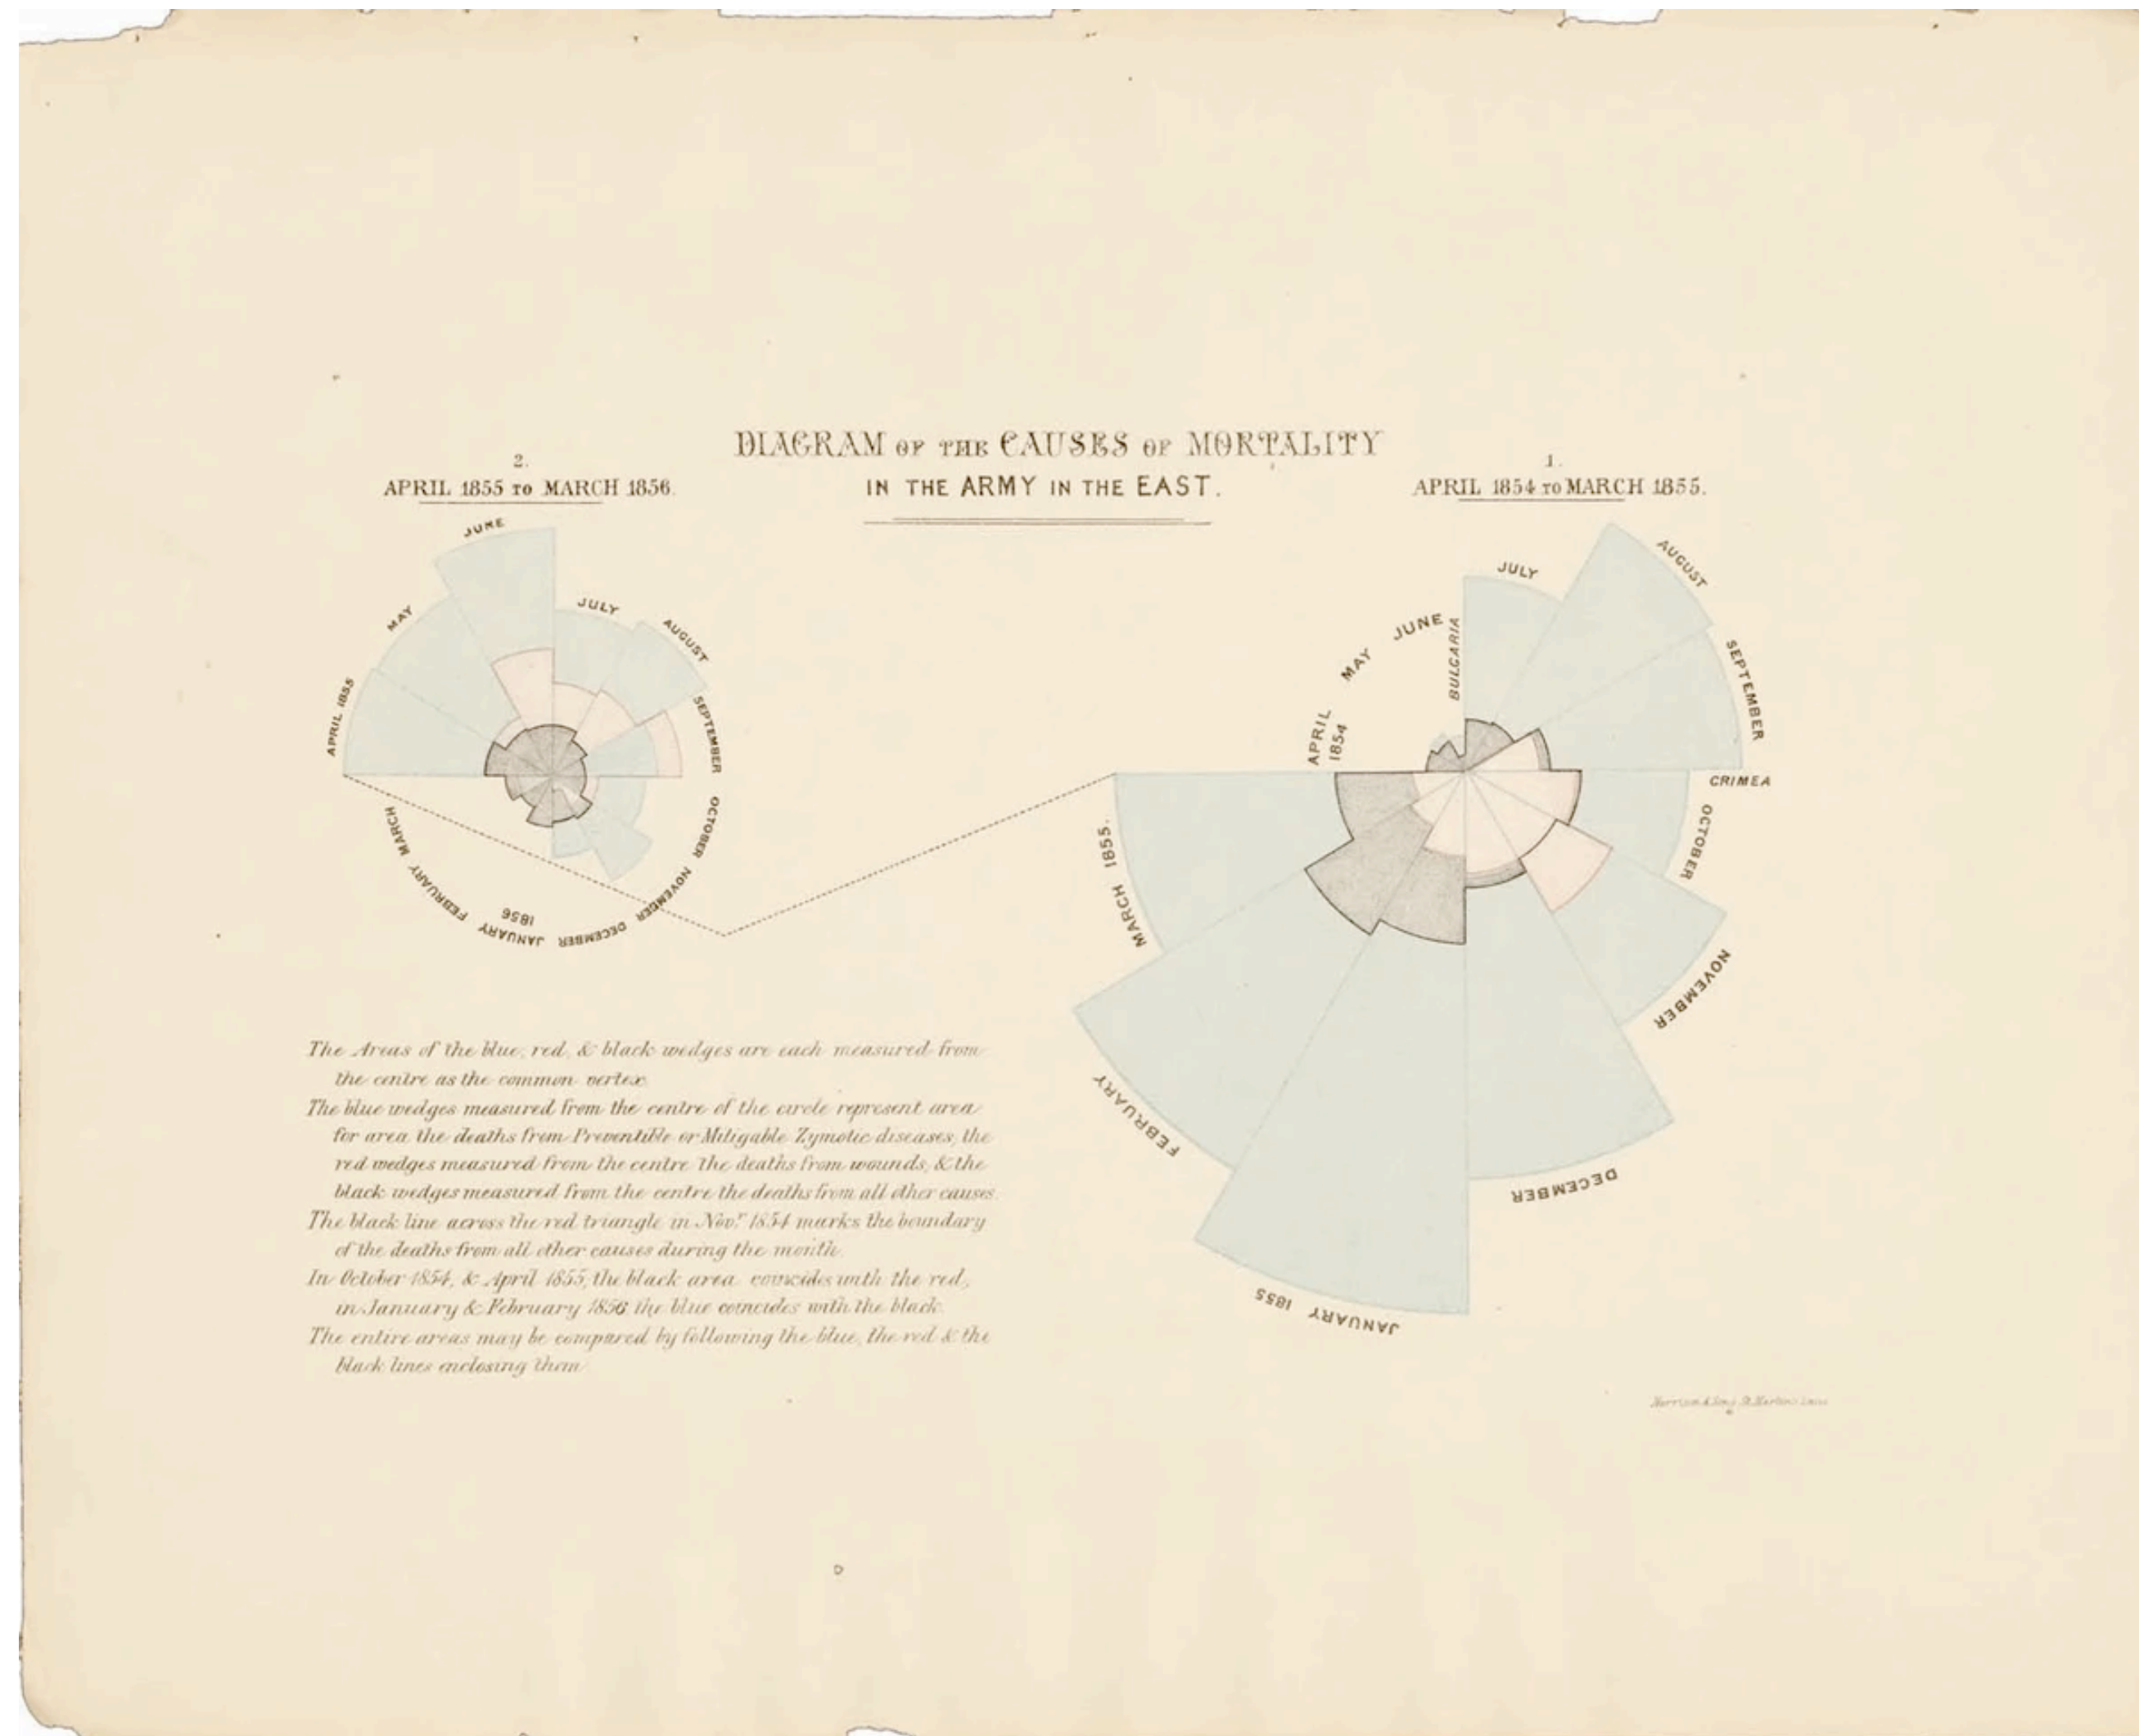 DIAGRAM OF THE CAUSES OF MORTALITY
IN THE ARMY IN THE EAST.
2.
APRIL 1855 TO MARCH 1856.
1.
APRIL 1854 TO MARCH 1855.
APRIL 1855
MAY
JUNE
JULY
AUGUST
SEPTEMBER
OCTOBER
NOVEMBER
DECEMBER
JANUARY
1856
FEBRUARY
MARCH
APRIL
1854
MAY
JUNE
BULGARIA
JULY
AUGUST
SEPTEMBER
CRIMEA
OCTOBER
NOVEMBER
DECEMBER
JANUARY 1855
FEBRUARY
MARCH 1855.
The Areas of the blue, red, & black wedges are each measured from
the centre as the common vertex
The blue wedges measured from the centre of the circle represent area
for area the deaths from Preventible or Mitigable Zymotic diseases, the
red wedges measured from the centre the deaths from wounds, & the
black wedges measured from the centre the deaths from all other causes.
The black line across the red triangle in Novr. 1854 marks the boundary
of the deaths from all other causes during the month.
In October 1854, & April 1855, the black area coincides with the red,
in January & February 1856 the blue coincides with the black.
The entire areas may be compared by following the blue, the red & the
black lines enclosing them
Harrison & Sons St. Martins Lane